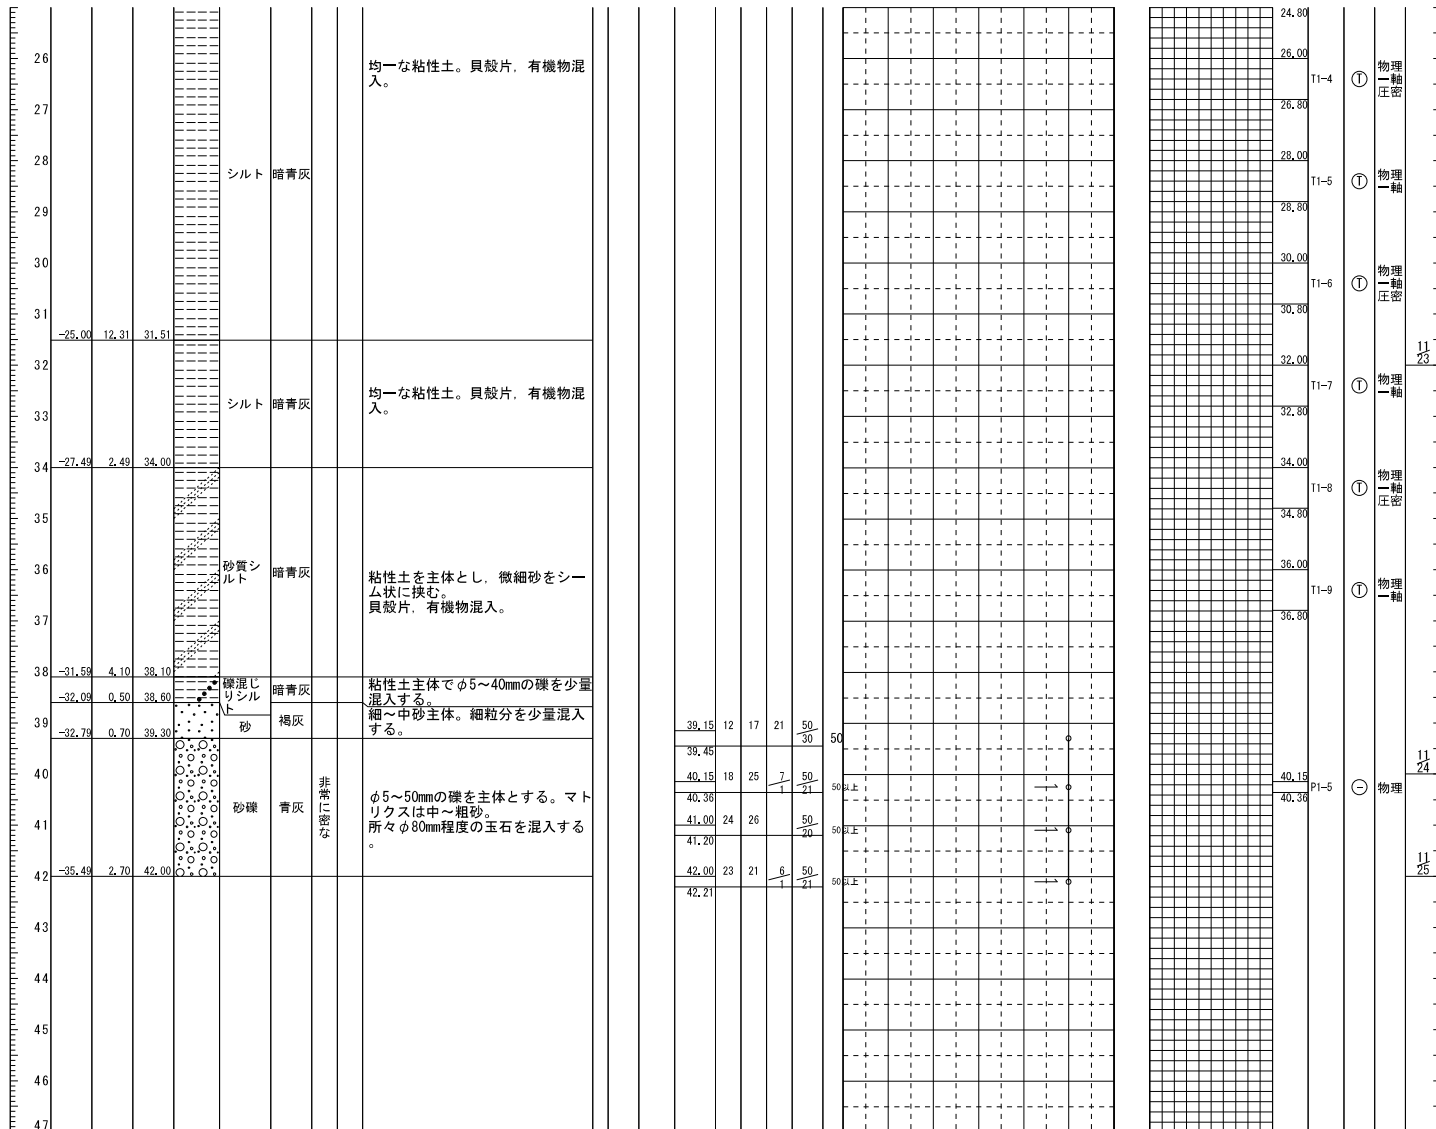 24.80
26
均一な粘性土。貝殻片，有機物混
入。
26.00
T1-4 Ⓣ 物理
一軸
圧密
26.80
27
28
シルト 暗青灰
28.00
T1-5 Ⓣ 物理
一軸
28.80
29
30
30.00
T1-6 Ⓣ 物理
一軸
圧密
30.80
31
-25.00 12.31 31.51
11
23
32
32.00
T1-7 Ⓣ 物理
一軸
32.80
シルト 暗青灰
均一な粘性土。貝殻片，有機物混
入。
33
34
-27.49 2.49 34.00
34.00
T1-8 Ⓣ 物理
一軸
圧密
34.80
35
36
砂質シ
ルト
暗青灰
粘性土を主体とし，微細砂をシー
ム状に挟む。
貝殻片，有機物混入。
36.00
T1-9 Ⓣ 物理
一軸
36.80
37
38
-31.59 4.10 38.10
礫混じ
りシル
ト
暗青灰
粘性土主体でφ5～40mmの礫を少量
混入する。
-32.09 0.50 38.60
砂 褐灰
細～中砂主体。細粒分を少量混入
する。
39
-32.79 0.70 39.30
39.15 12 17 21 50
30 50
39.45
11
24
40
40.15 18 25 7 50
1 21 50以上
40.36
40.15
P1-5 ⊖ 物理
40.36
砂礫 青灰
非常に密な
φ5～50mmの礫を主体とする。マト
リクスは中～粗砂。
所々φ80mm程度の玉石を混入する
。
41
41.00 24 26 50
20 50以上
41.20
11
25
42
-35.49 2.70 42.00
42.00 23 21 6 50
1 21 50以上
42.21
43
44
45
46
47